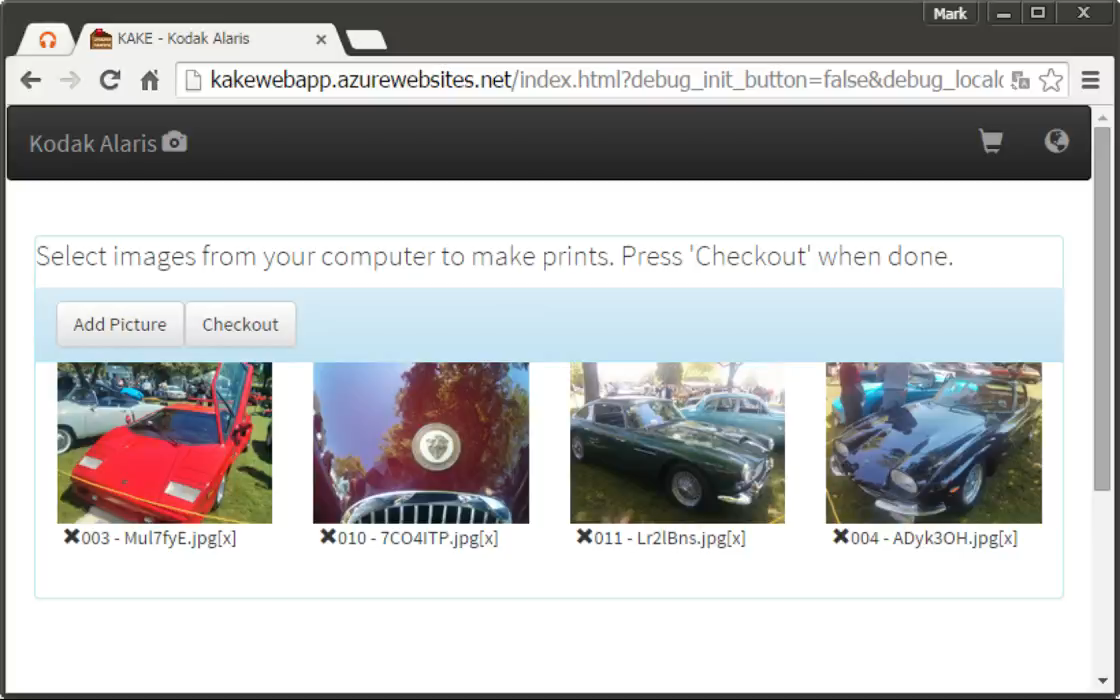 Mark
KAKE - Kodak Alaris
kakewebapp.azurewebsites.net/index.html?debug_init_button=false&debug_localc
Kodak Alaris
Select images from your computer to make prints. Press 'Checkout' when done.
Add Picture Checkout
003 - Mul7fyE.jpg[x] 010 - 7CO4ITP.jpg[x] 011 - Lr2lBns.jpg[x] 004 - ADyk3OH.jpg[x]